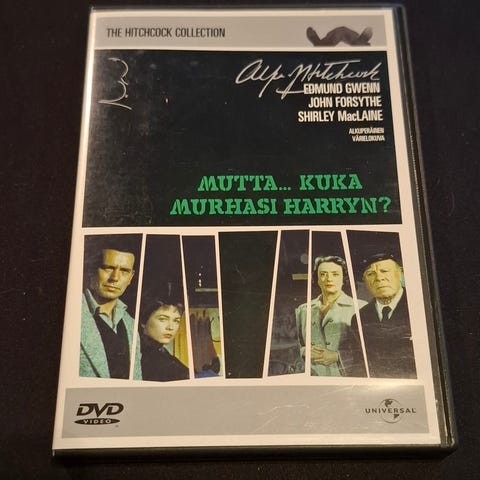 THE HITCHCOCK COLLECTION
Alfred Hitchcock
EDMUND GWENN
JOHN FORSYTHE
SHIRLEY MacLAINE
ALKUPERÄINEN
VÄRIELOKUVA
MUTTA... KUKA
MURHASI HARRYN?
DVD
VIDEO
UNIVERSAL